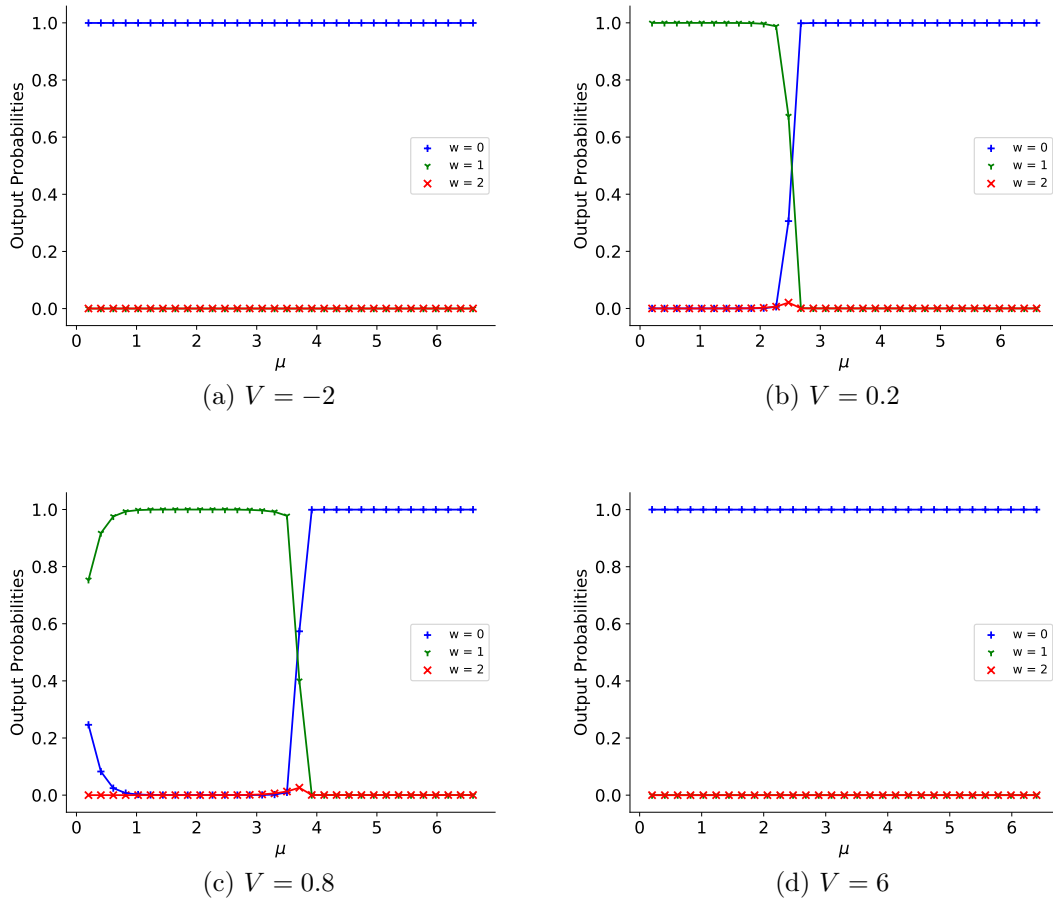 1.0
0.8
0.6
0.4
0.2
0.0
Output Probabilities
0 1 2 3 4 5 6
μ
w = 0
w = 1
w = 2
(a) V = −2
1.0
0.8
0.6
0.4
0.2
0.0
Output Probabilities
0 1 2 3 4 5 6
μ
w = 0
w = 1
w = 2
(b) V = 0.2
1.0
0.8
0.6
0.4
0.2
0.0
Output Probabilities
0 1 2 3 4 5 6
μ
w = 0
w = 1
w = 2
(c) V = 0.8
1.0
0.8
0.6
0.4
0.2
0.0
Output Probabilities
0 1 2 3 4 5 6
μ
w = 0
w = 1
w = 2
(d) V = 6